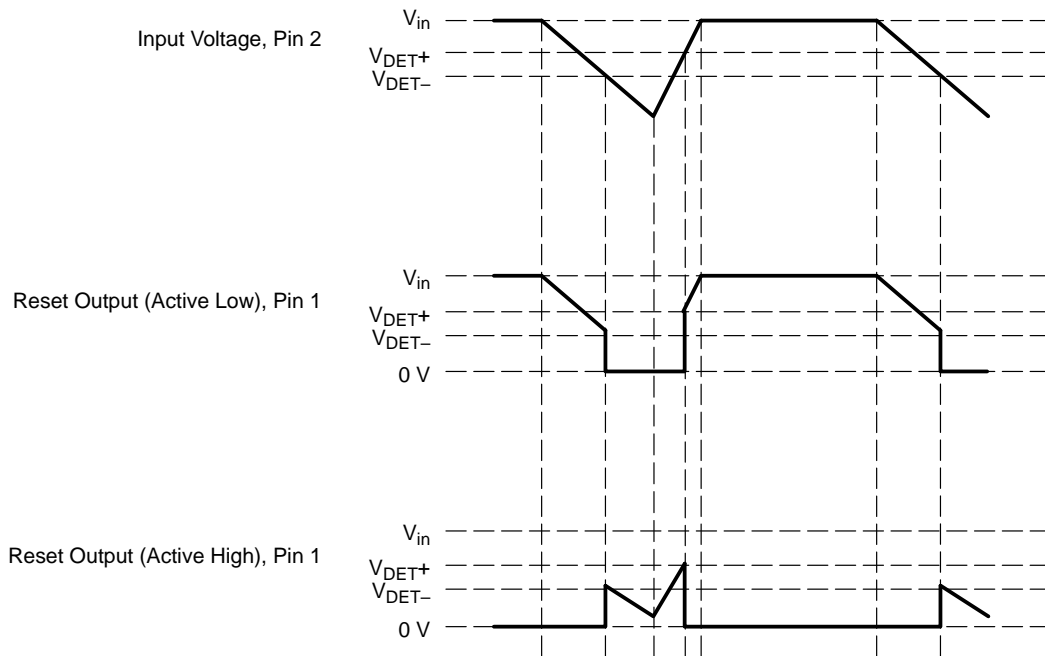 Input Voltage, Pin 2
Vin
VDET+
VDET–
Reset Output (Active Low), Pin 1
Vin
VDET+
VDET–
0 V
Reset Output (Active High), Pin 1
Vin
VDET+
VDET–
0 V